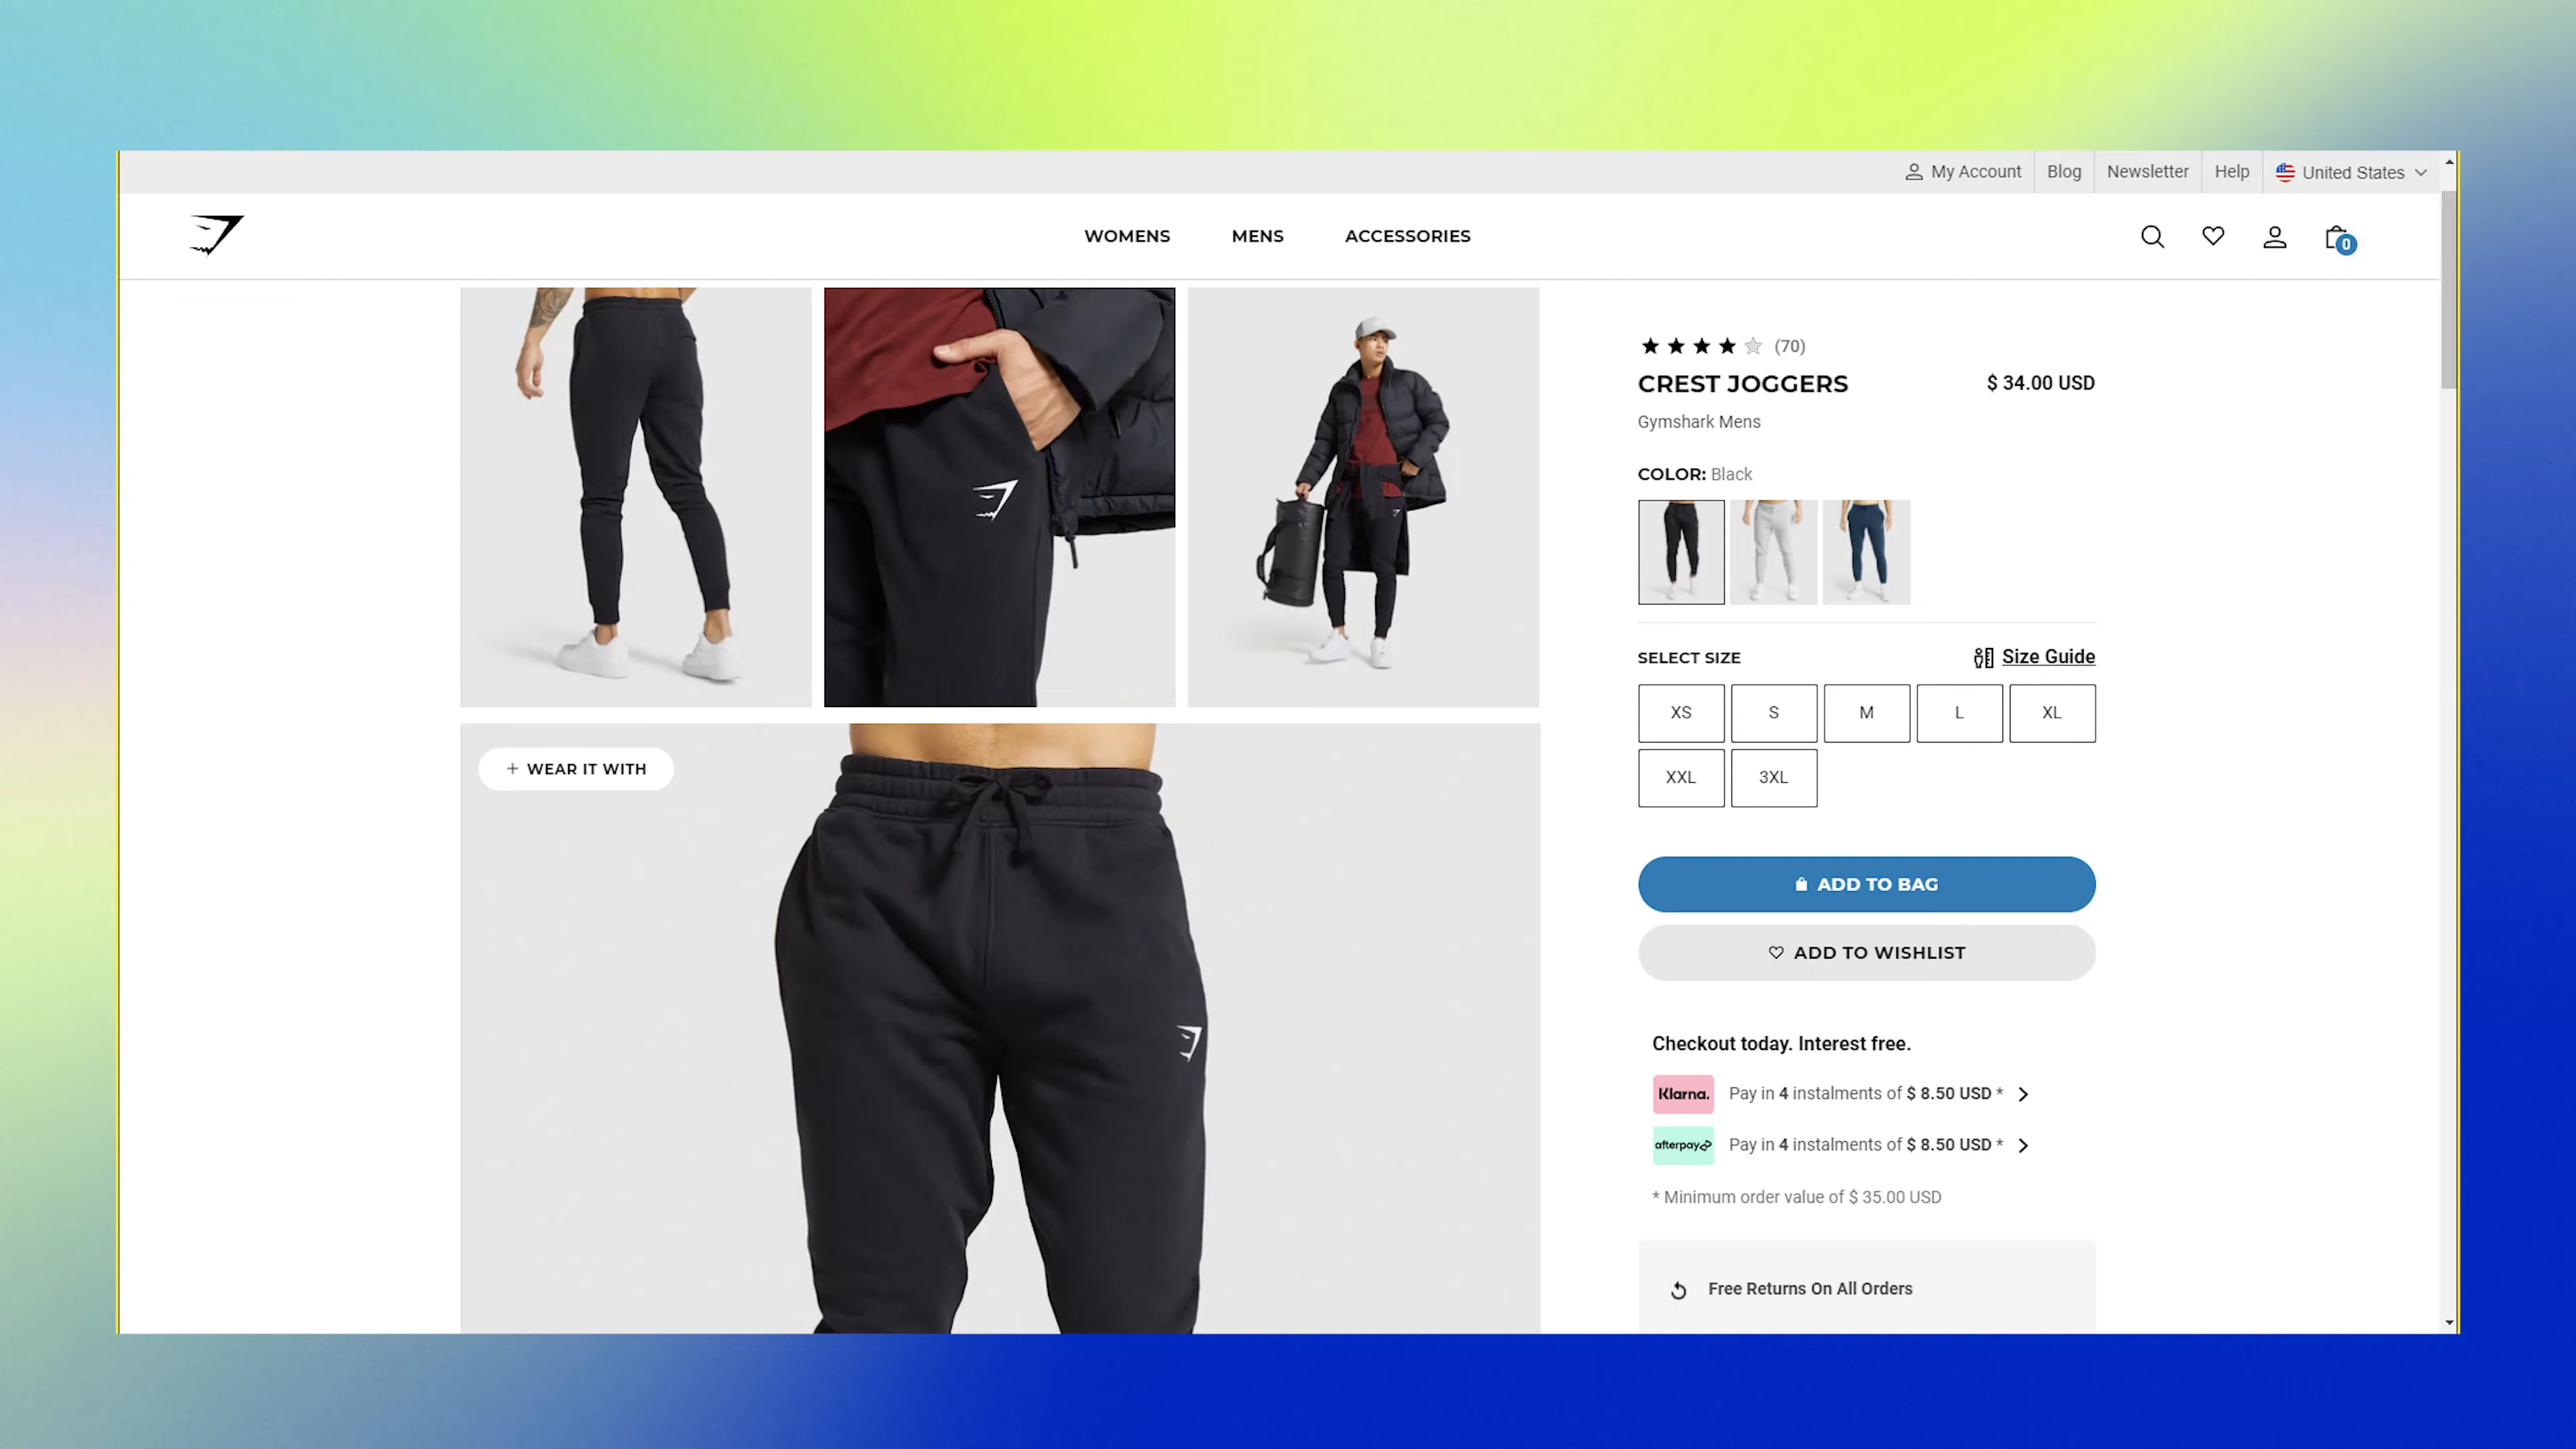 My Account
Blog
Newsletter
Help
United States
WOMENS
MENS
ACCESSORIES
0
(70)
CREST JOGGERS
$ 34.00 USD
Gymshark Mens
COLOR: Black
SELECT SIZE
Size Guide
XS
S
M
L
XL
XXL
3XL
+ WEAR IT WITH
ADD TO BAG
ADD TO WISHLIST
Checkout today. Interest free.
Klarna. Pay in 4 instalments of $ 8.50 USD *
afterpay Pay in 4 instalments of $ 8.50 USD *
* Minimum order value of $ 35.00 USD
Free Returns On All Orders